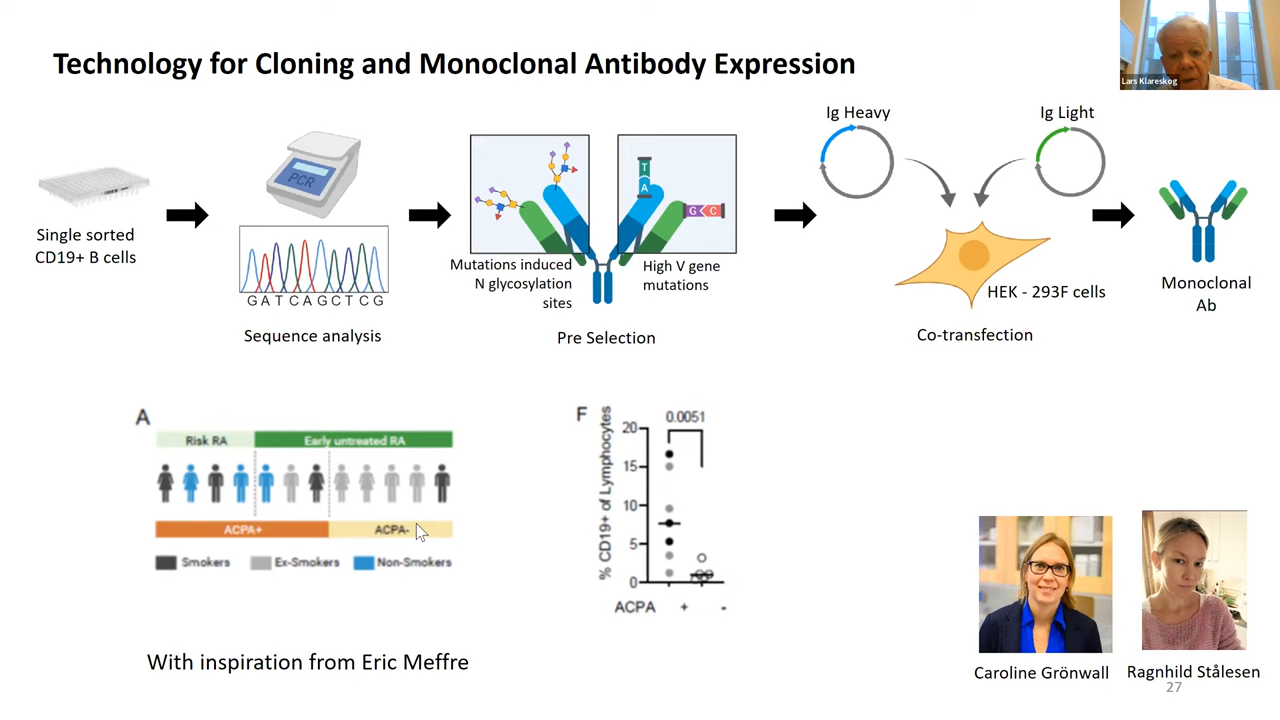 Technology for Cloning and Monoclonal Antibody Expression
Lars Klareskog
Ig Heavy
Ig Light
Single sorted
CD19+ B cells
PCR
G A T C A G C T C G
Sequence analysis
T
A
G C
Mutations induced
N glycosylation
sites
High V gene
mutations
Pre Selection
HEK - 293F cells
Co-transfection
Monoclonal
Ab
A
Risk RA
Early untreated RA
ACPA+
ACPA-
Smokers
Ex-Smokers
Non-Smokers
F
0.0051
% CD19+ of Lymphocytes
20
15
10
5
0
ACPA + -
With inspiration from Eric Meffre
Caroline Grönwall
Ragnhild Stålesen
27